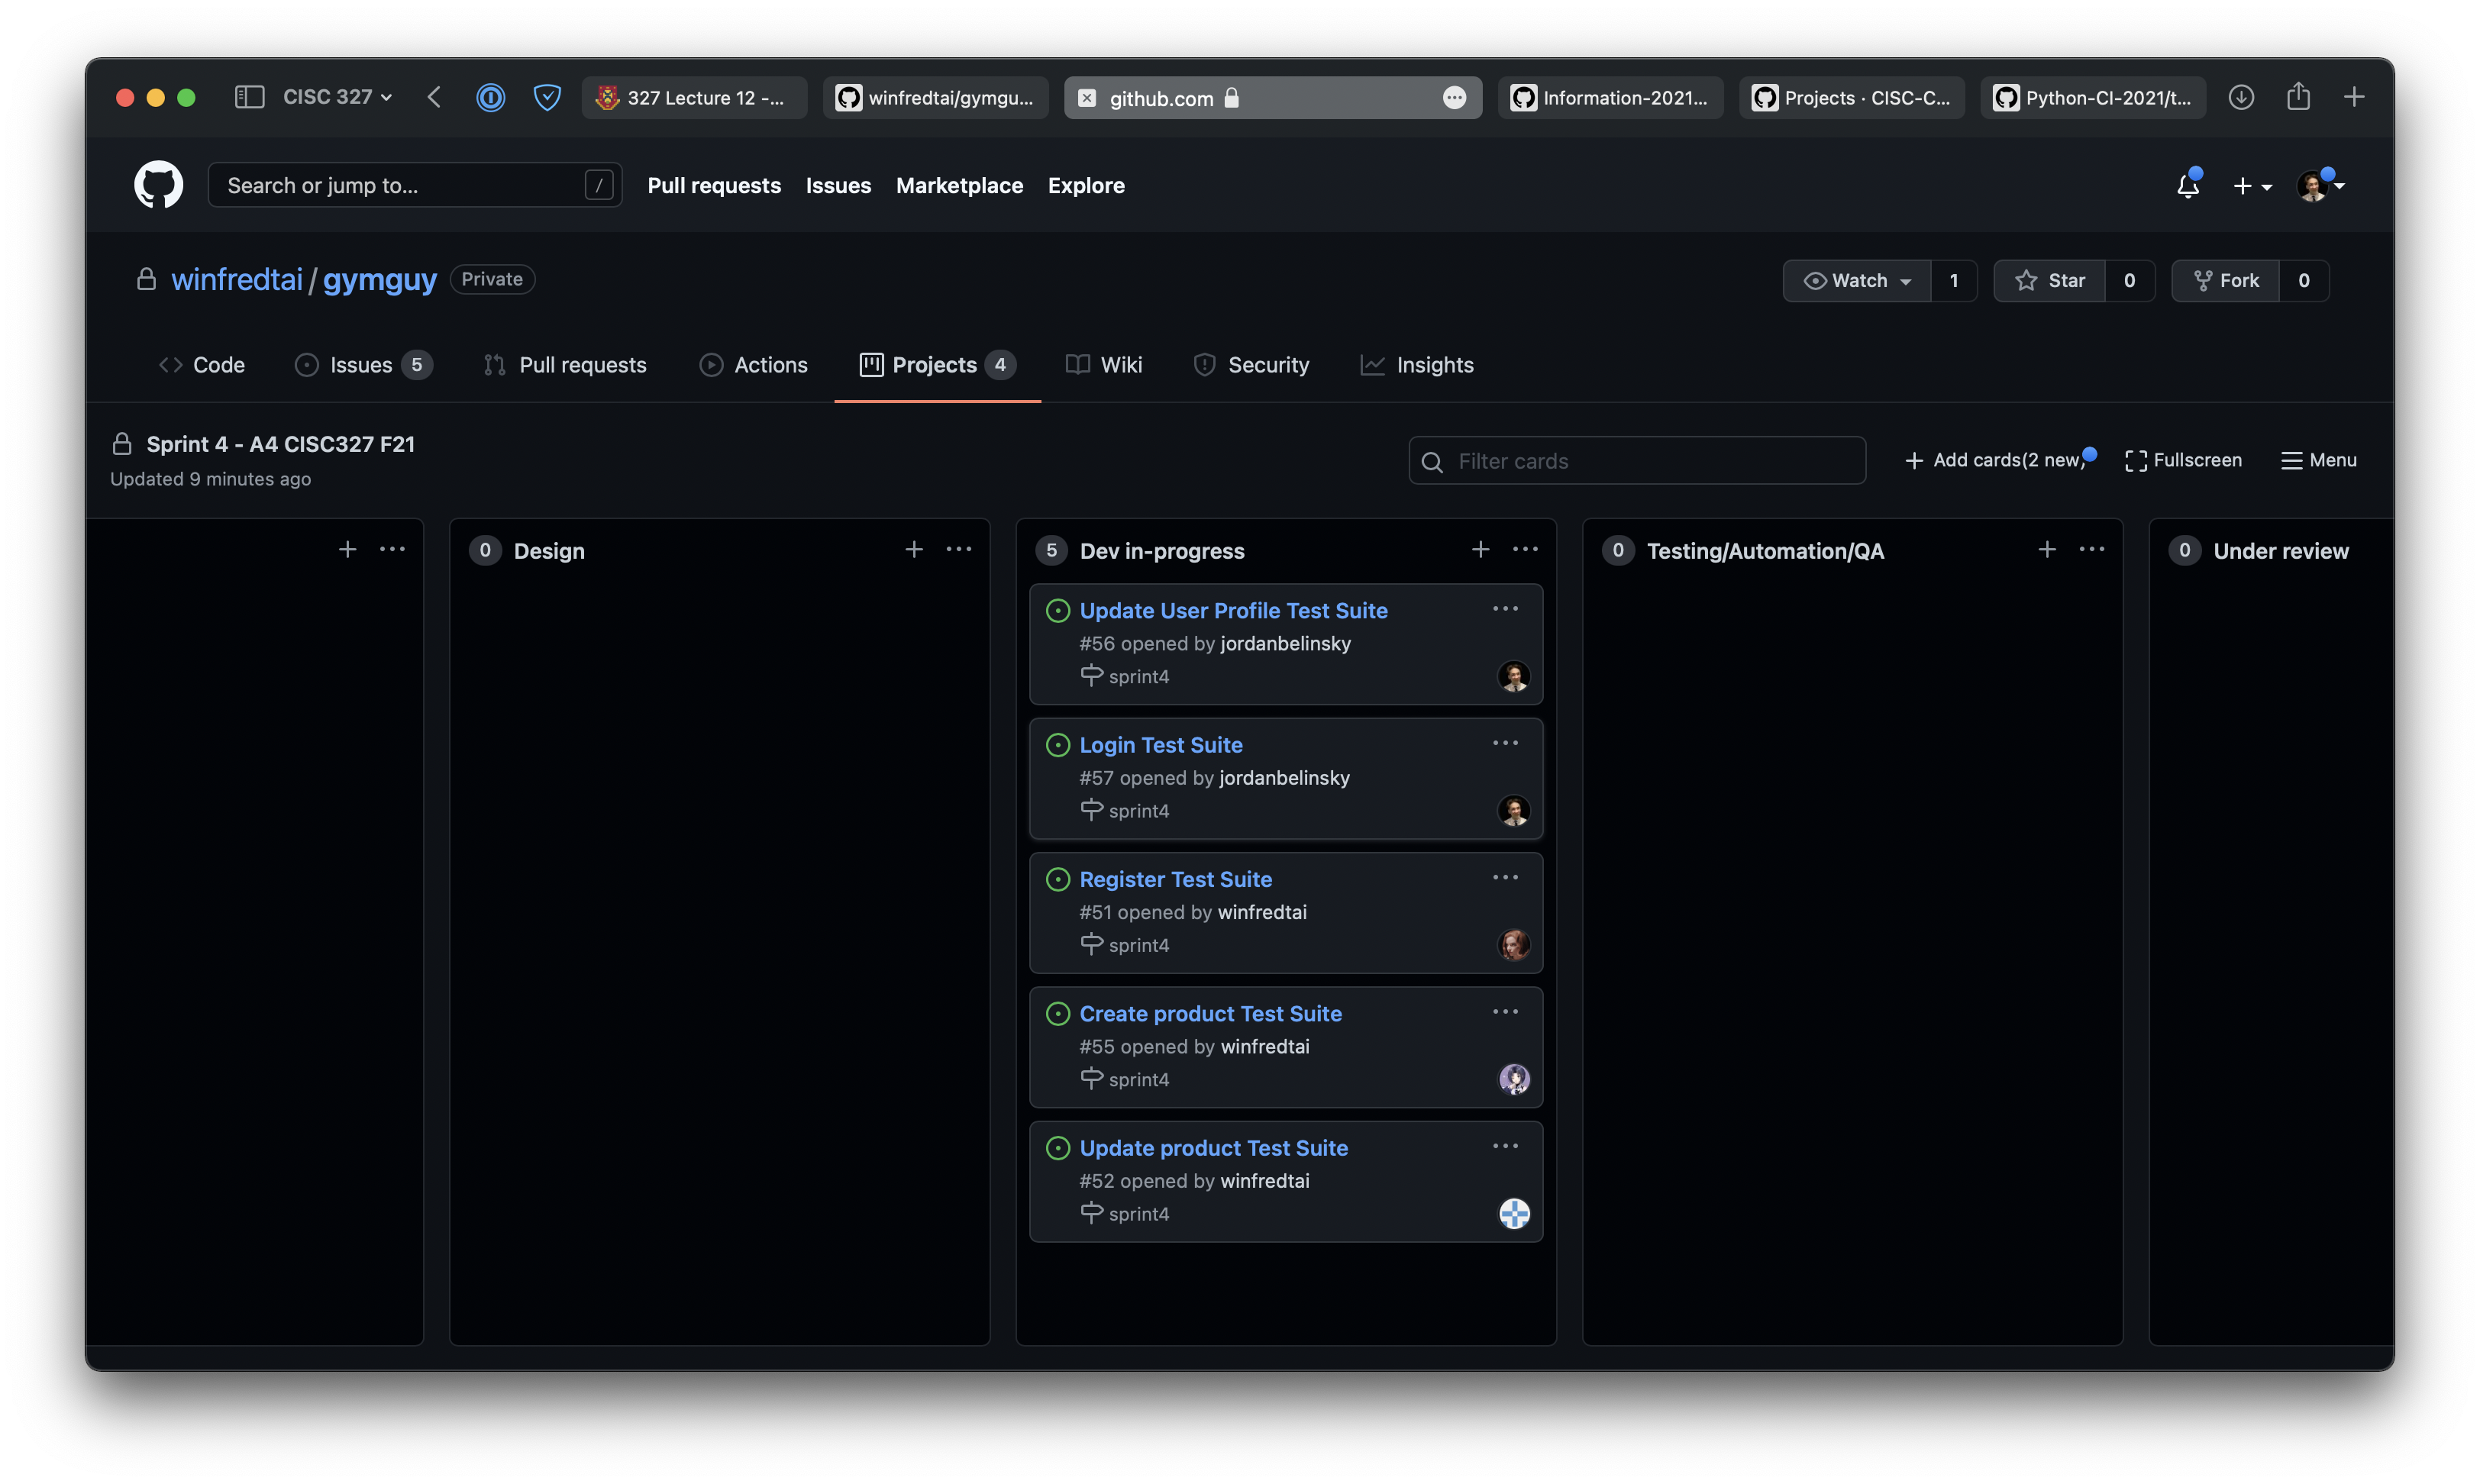 CISC 327
327 Lecture 12 -...
winfredtai/gymgu...
github.com
Information-2021...
Projects · CISC-C...
Python-CI-2021/t...
Search or jump to...
/
Pull requests
Issues
Marketplace
Explore
winfredtai/gymguy
Private
Watch
1
Star
0
Fork
0
Code
Issues
5
Pull requests
Actions
Projects
4
Wiki
Security
Insights
Sprint 4 - A4 CISC327 F21
Updated 9 minutes ago
Filter cards
Add cards(2 new)
Fullscreen
Menu
0
Design
5
Dev in-progress
Update User Profile Test Suite
#56 opened by jordanbelinsky
sprint4
Login Test Suite
#57 opened by jordanbelinsky
sprint4
Register Test Suite
#51 opened by winfredtai
sprint4
Create product Test Suite
#55 opened by winfredtai
sprint4
Update product Test Suite
#52 opened by winfredtai
sprint4
0
Testing/Automation/QA
0
Under review